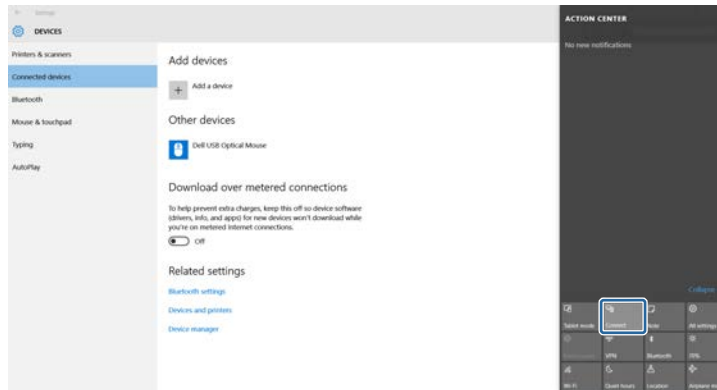 Settings
DEVICES
Printers & scanners
Connected devices
Bluetooth
Mouse & touchpad
Typing
AutoPlay
Add devices
Add a device
Other devices
Dell USB Optical Mouse
Download over metered connections
To help prevent extra charges, keep this off so device software
(drivers, info, and apps) for new devices won't download while
you're on metered Internet connections.
Off
Related settings
Bluetooth settings
Devices and printers
Device manager
ACTION CENTER
No new notifications
Collapse
Tablet mode
Connect
Note
All settings
VPN
Bluetooth
70%
Wi-Fi
Quiet hours
Location
Airplane m